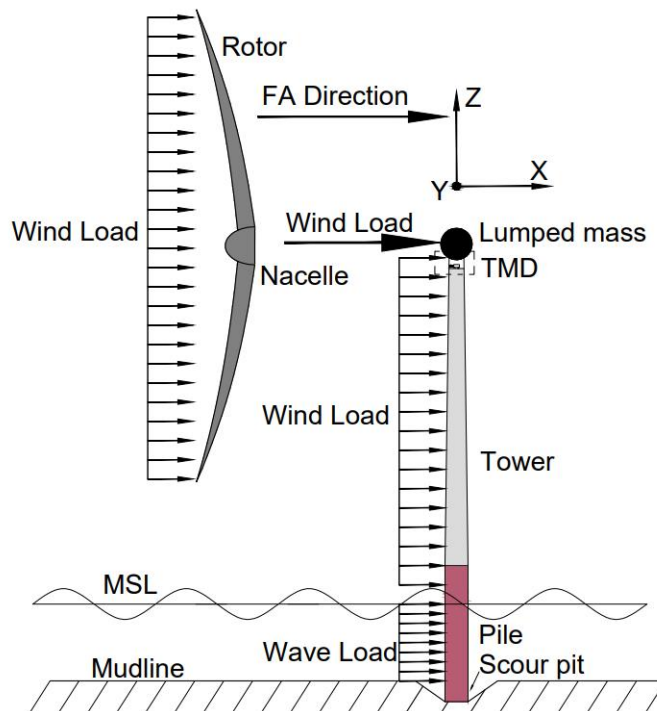 Rotor
FA Direction
Z
X
Y
Wind Load
Wind Load
Lumped mass
TMD
Nacelle
Wind Load
Tower
MSL
Pile
Wave Load
Scour pit
Mudline